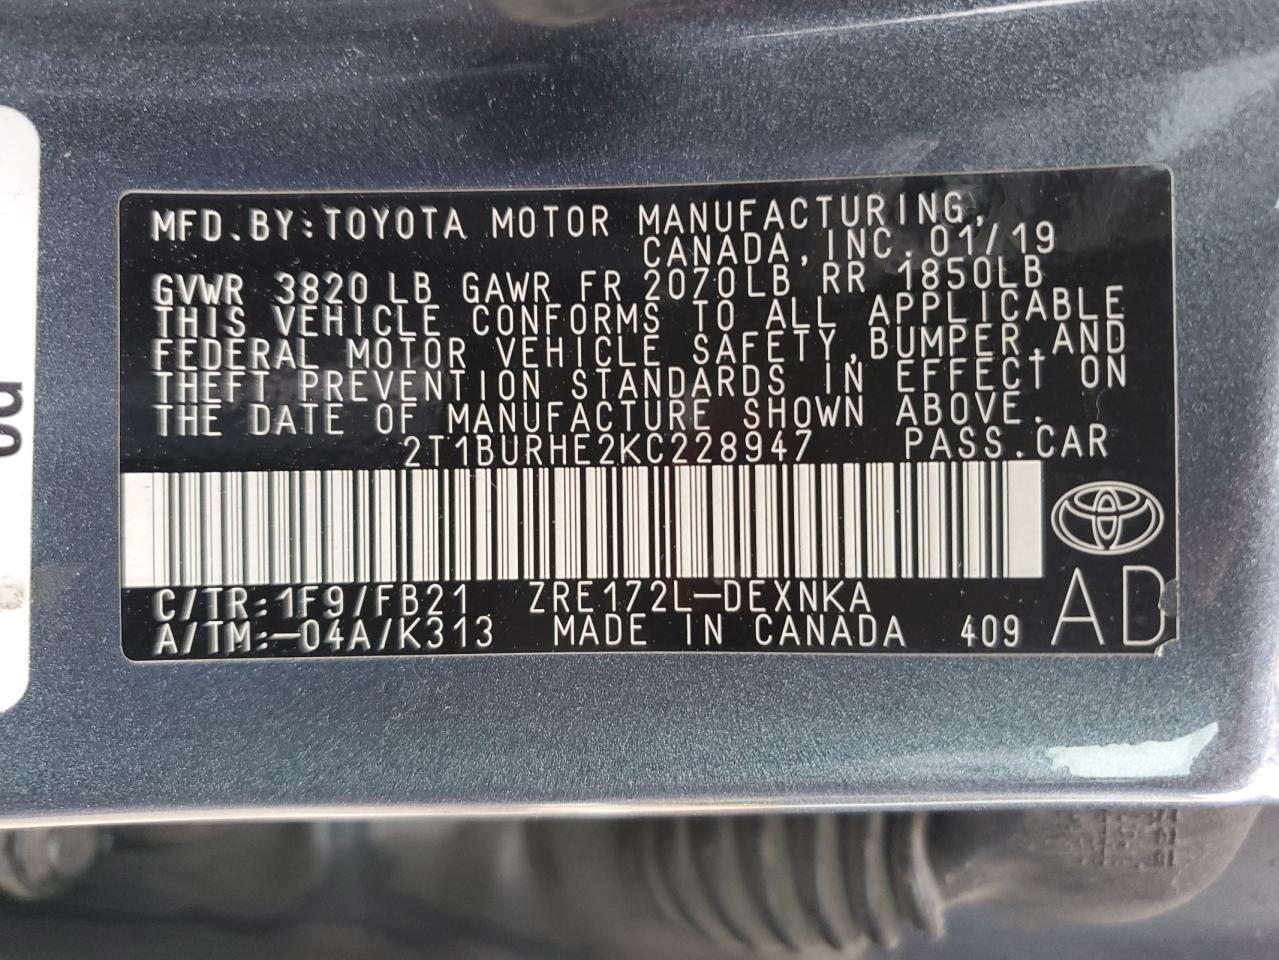 MFD.BY:TOYOTA MOTOR MANUFACTURING,
CANADA, INC. 01/19
GVWR 3820 LB GAWR FR 2070LB RR 1850LB
THIS VEHICLE CONFORMS TO ALL APPLICABLE
FEDERAL MOTOR VEHICLE SAFETY, BUMPER, AND
THEFT PREVENTION STANDARDS IN EFFECT ON
THE DATE OF MANUFACTURE SHOWN ABOVE.
2T1BURHE2KC228947 PASS.CAR
C/TR:1F9/FB21 ZRE172L-DEXNKA
A/TM:-04A/K313 MADE IN CANADA 409 AD